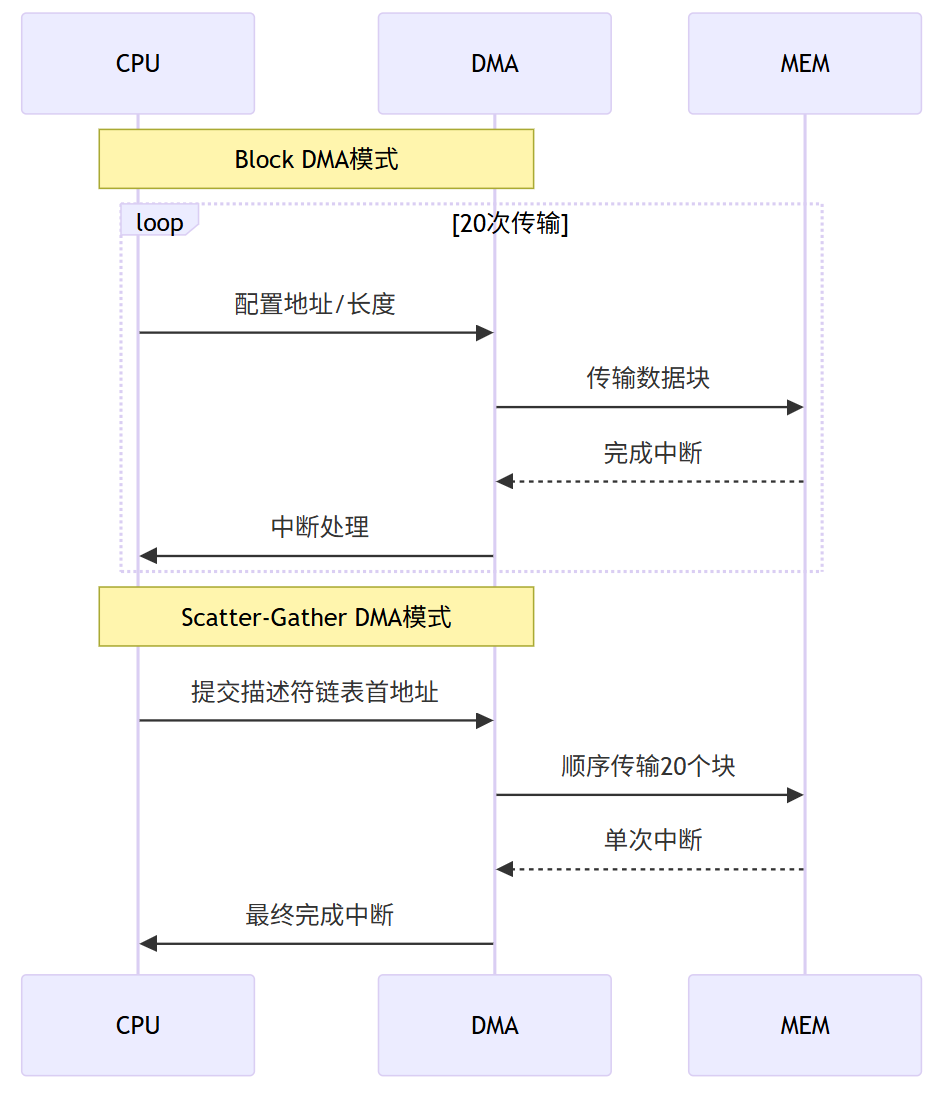 CPU
DMA
MEM
Block DMA模式
loop
[20次传输]
配置地址/长度
传输数据块
完成中断
中断处理
Scatter-Gather DMA模式
提交描述符链表首地址
顺序传输20个块
单次中断
最终完成中断
CPU
DMA
MEM